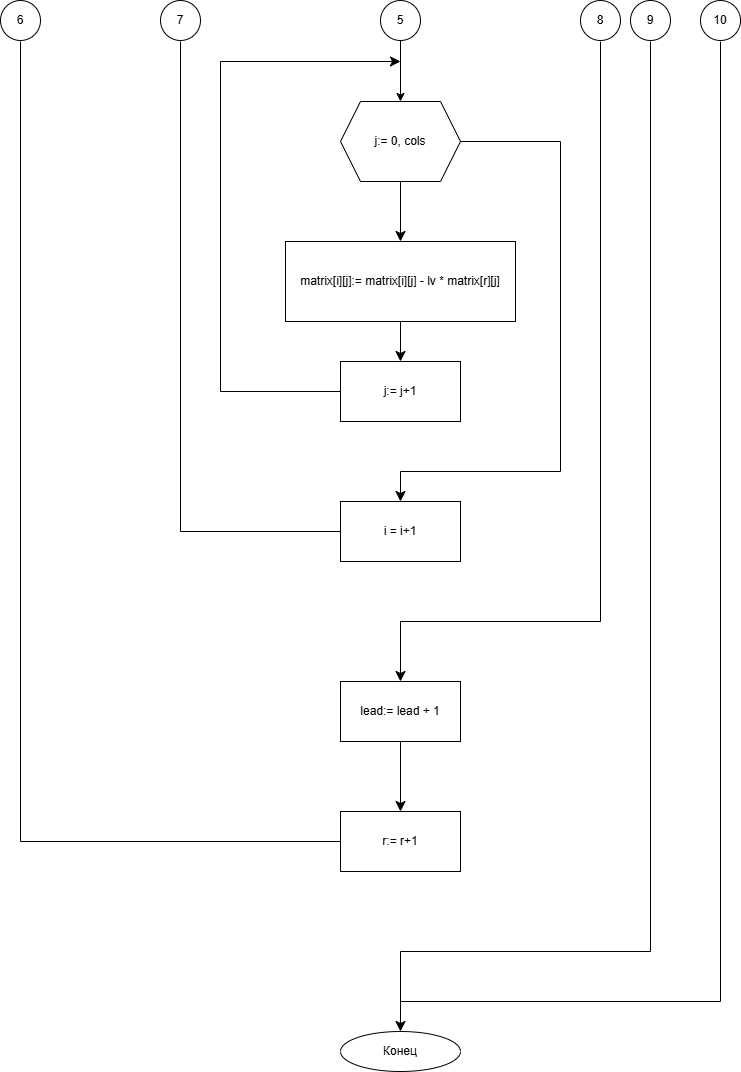 6
7
5
8
9
10
j:= 0, cols
matrix[i][j]:= matrix[i][j] - lv * matrix[r][j]
j:= j+1
i = i+1
lead:= lead + 1
r:= r+1
Конец